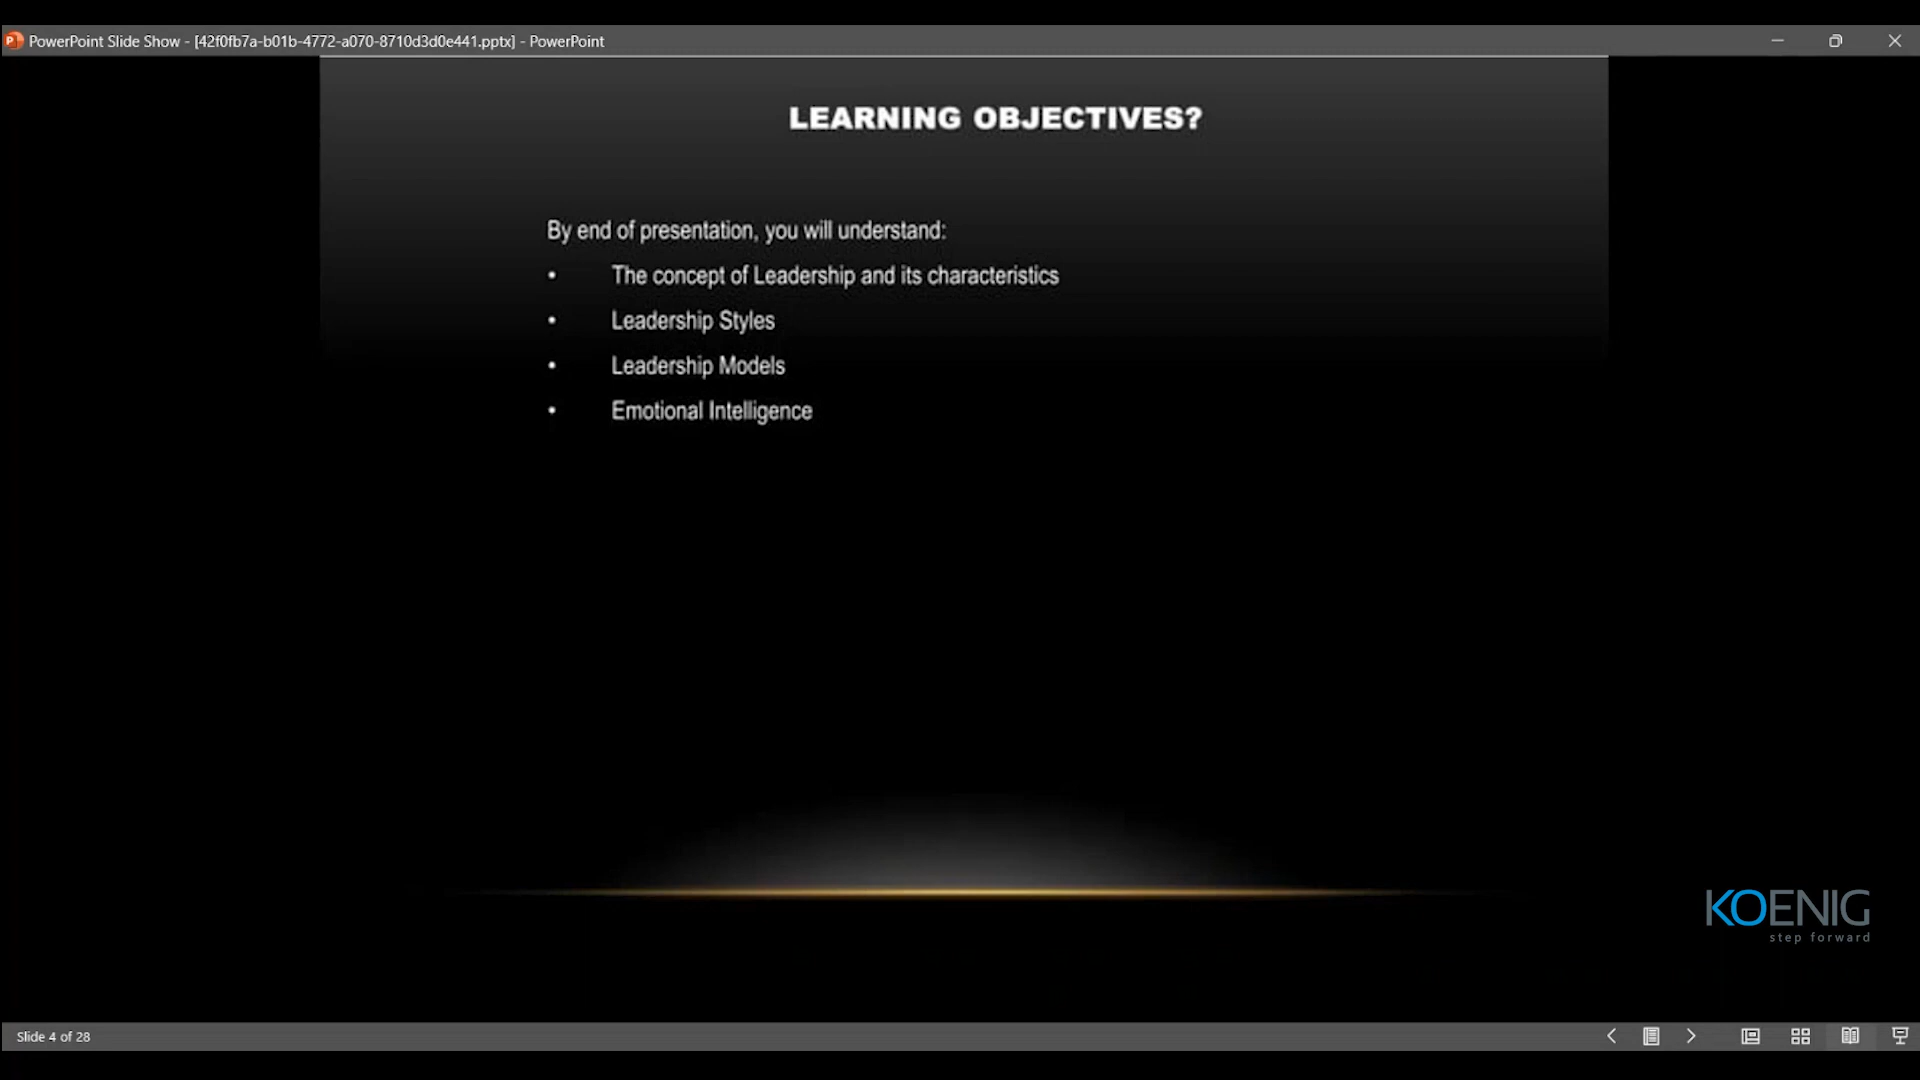 PowerPoint Slide Show - [42f0fb7a-b01b-4772-a070-8710d3d0e441.pptx] - PowerPoint
LEARNING OBJECTIVES?
By end of presentation, you will understand:
• The concept of Leadership and its characteristics
• Leadership Styles
• Leadership Models
• Emotional Intelligence
KOENIG
step forward
Slide 4 of 28